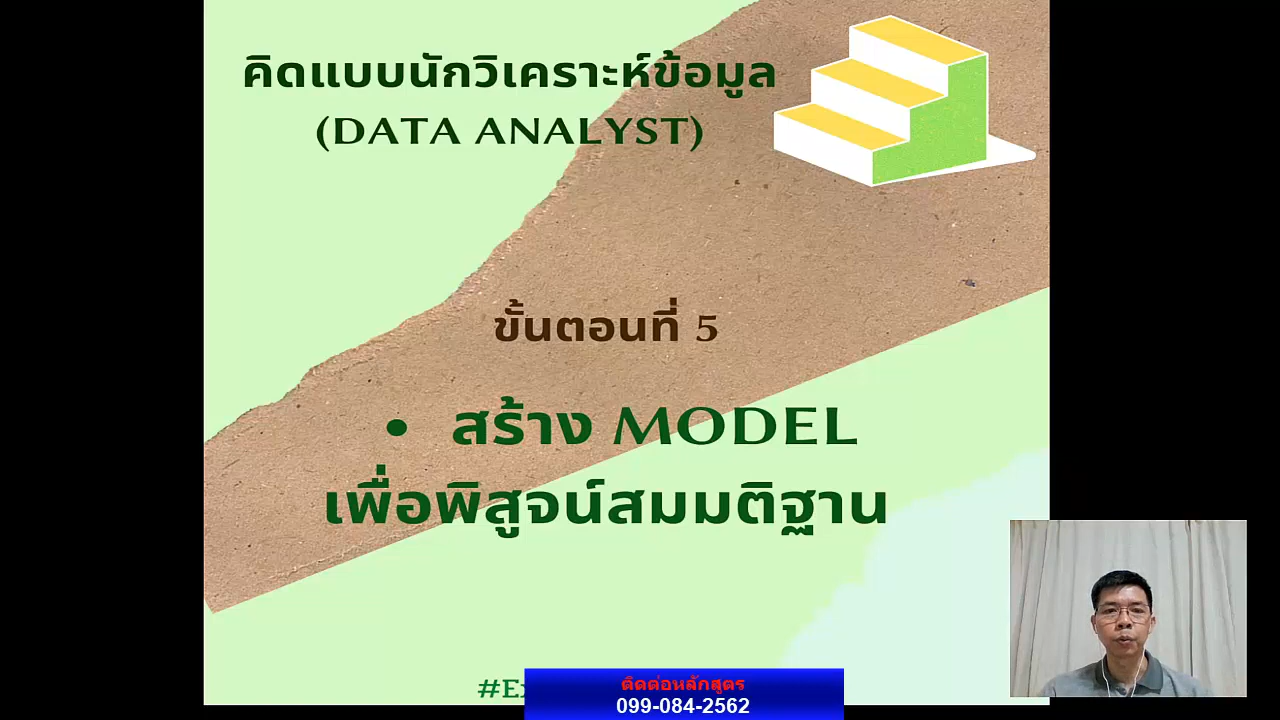 คิดแบบนักวิเคราะห์ข้อมูล
(DATA ANALYST)
ขั้นตอนที่ 5
• สร้าง MODEL
เพื่อพิสูจน์สมมติฐาน
ติดต่อหลักสูตร
099-084-2562